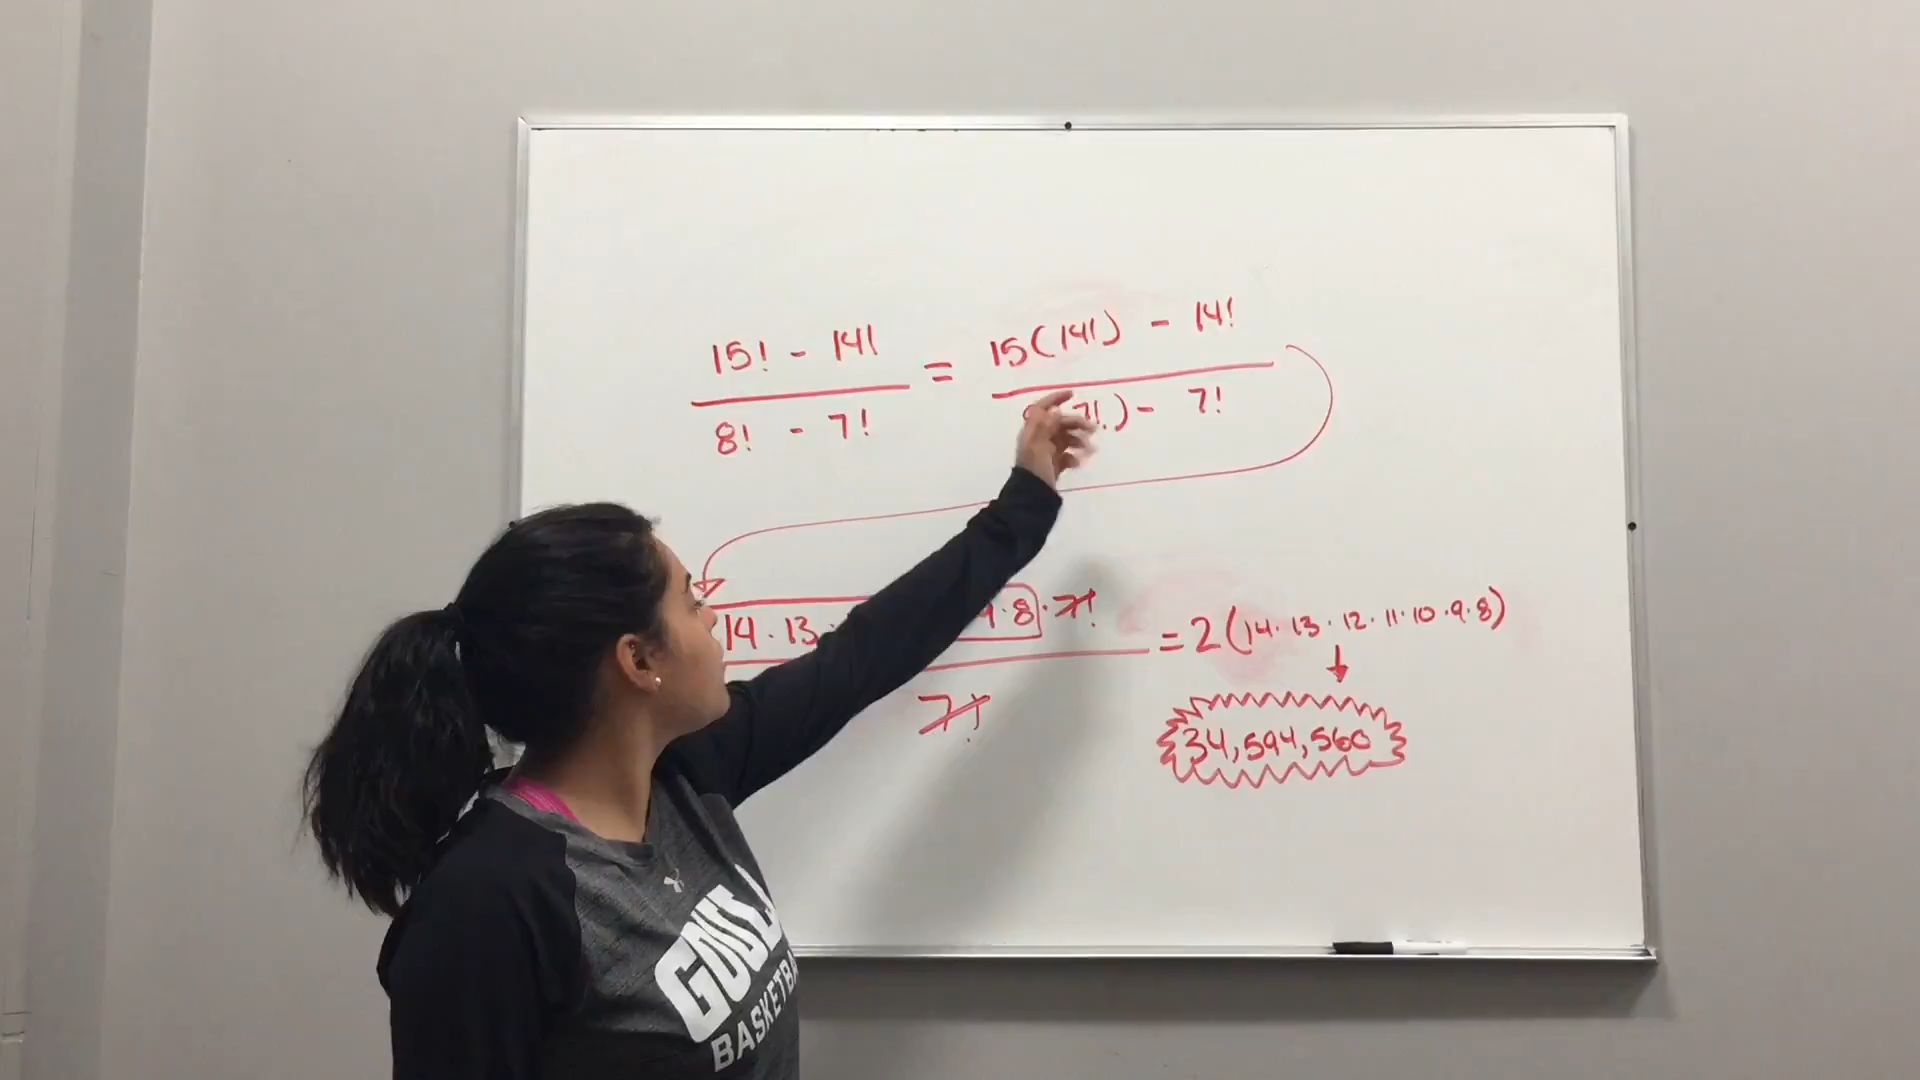 15! - 14! = 15(14!) - 14!
8! - 7! 7!) - 7!
14 · 13 · 9 · 8 · 7! = 2(14 · 13 · 12 · 11 · 10 · 9 · 8)
7!
34,594,560
BASKETBA